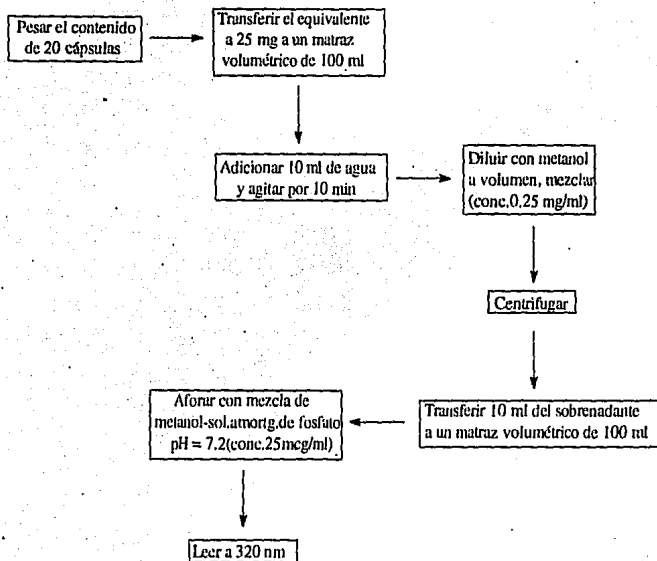 Pesar el contenido
de 20 cápsulas
Transferir el equivalente
a 25 mg a un matraz
volumétrico de 100 ml
Adicionar 10 ml de agua
y agitar por 10 min
Diluir con metanol
a volumen, mezclar
(conc.0,25 mg/ml)
Centrifugar
Transferir 10 ml del sobrenadante
a un matraz volumétrico de 100 ml
Aforar con mezcla de
metanol-sol.amortg.de fosfato
pH = 7.2(conc.25mcg/ml)
Leer a 320 nm